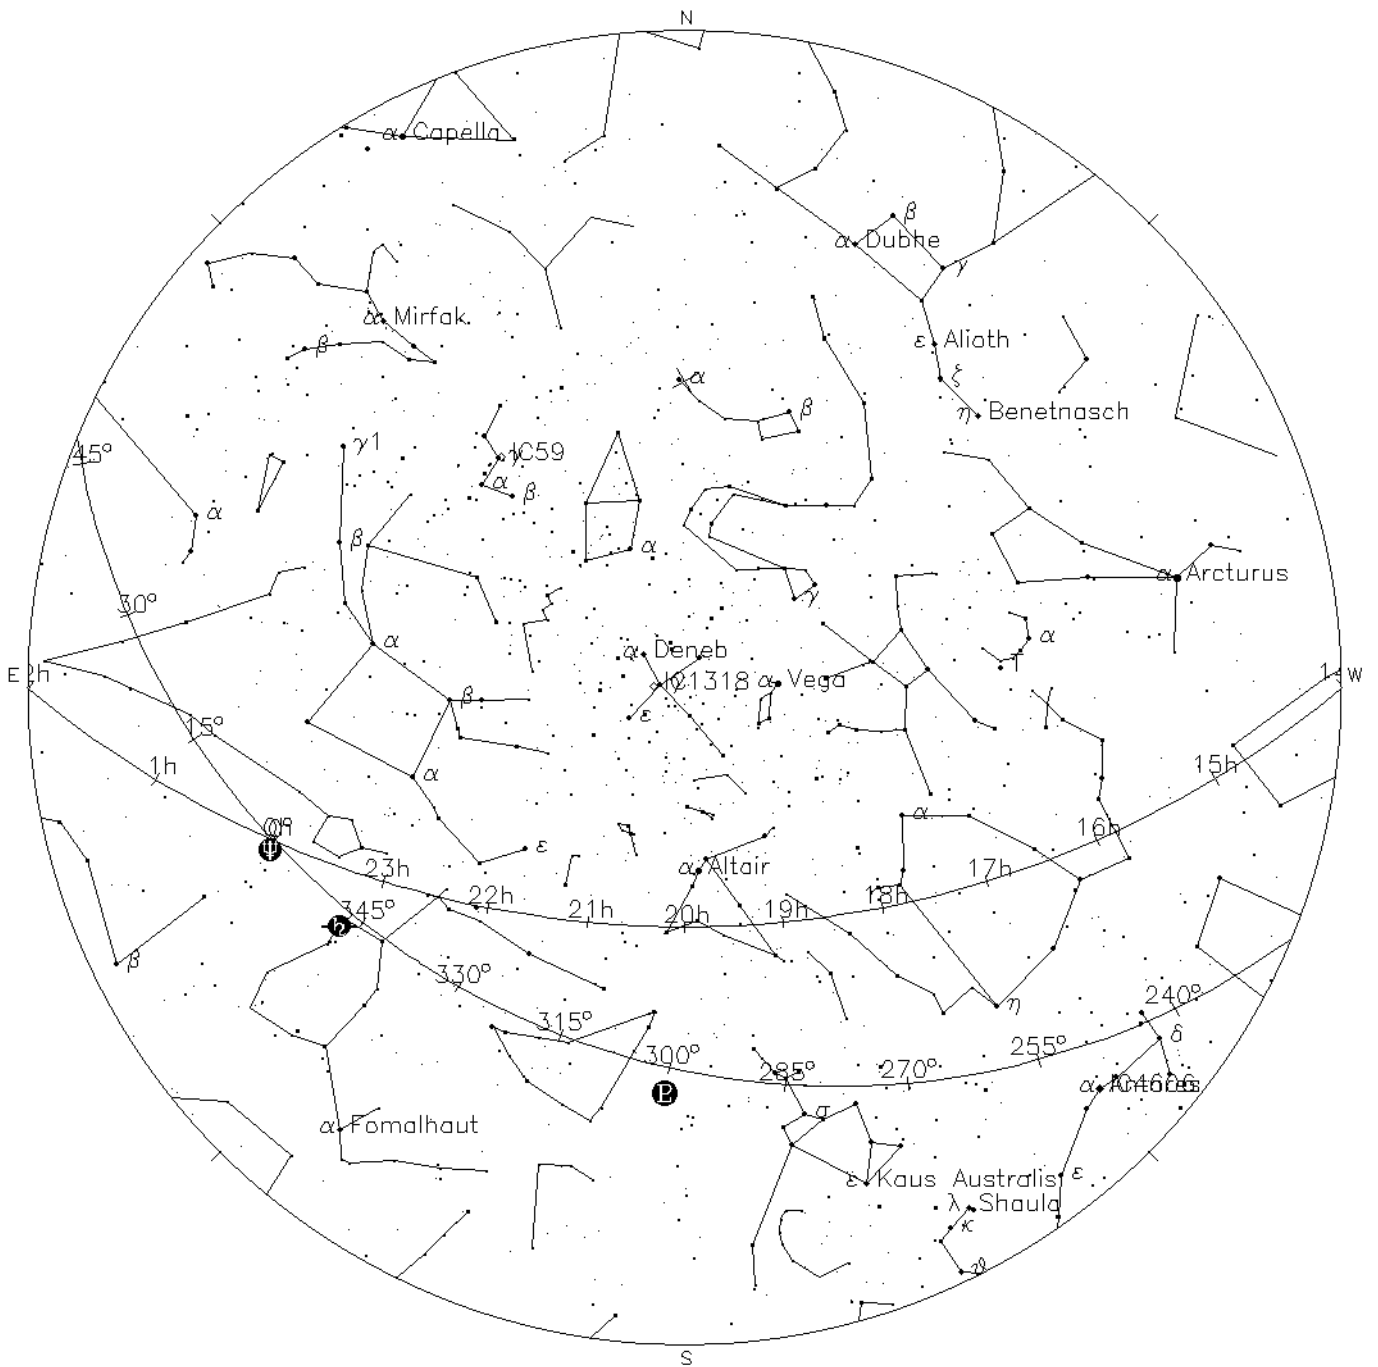 N
α Capella
β
α Dubhe
γ
α Mirfak
β
ε Alioth
ζ
α
β
η Benetnasch
γ1
45°
γ IC59
α
β
α
β
α
α Arcturus
30°
γ
α
α
α Deneb
T
E
2h
γ IC1318
α Vega
W
β
ε
15°
1h
α
15h
α
16h
0h
ε
α Altair
23h
17h
22h
18h
345°
21h
20h
19h
β
330°
η
240°
315°
δ
300°
255°
285°
270°
α Antares
P
σ
α Fomalhaut
ε Kaus Australis
ε
λ Shaula
κ
S